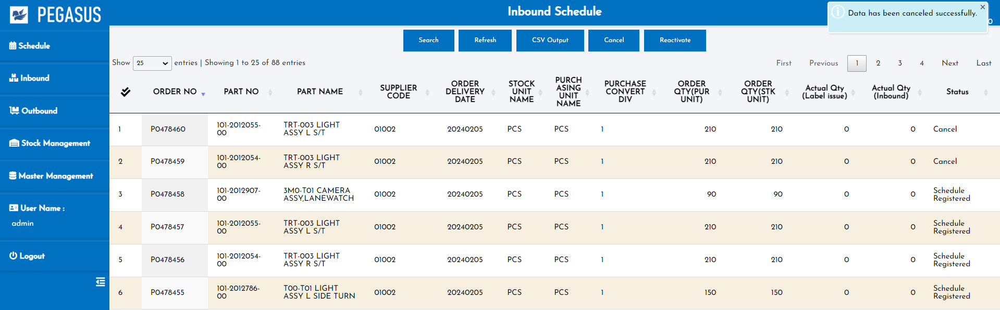 PEGASUS
Inbound Schedule
Data has been canceled successfully.
Schedule
Inbound
Outbound
Stock Management
Master Management
User Name :
admin
Logout
Search Refresh CSV Output Cancel Reactivate
Show 25 entries | Showing 1 to 25 of 88 entries
First Previous 1 2 3 4 Next Last
ORDER NO
PART NO
PART NAME
SUPPLIER
CODE
ORDER
DELIVERY
DATE
STOCK
UNIT
NAME
PURCH
ASING
UNIT
NAME
PURCHASE
CONVERT
DIV
ORDER
QTY(PUR
UNIT)
ORDER
QTY(STK
UNIT)
Actual Qty
(Label issue)
Actual Qty
(Inbound)
Status
1 P0478460 101-2012055-
00
TRT-003 LIGHT
ASSY L S/T
01002 20240205 PCS PCS 1 210 210 0 0 Cancel
2 P0478459 101-2012054-
00
TRT-003 LIGHT
ASSY R S/T
01002 20240205 PCS PCS 1 210 210 0 0 Cancel
3 P0478458 101-2012907-
00
3M0-T01 CAMERA
ASSY,LANEWATCH
01002 20240205 PCS PCS 1 90 90 0 0 Schedule
Registered
4 P0478457 101-2012055-
00
TRT-003 LIGHT
ASSY L S/T
01002 20240205 PCS PCS 1 210 210 0 0 Schedule
Registered
5 P0478456 101-2012054-
00
TRT-003 LIGHT
ASSY R S/T
01002 20240205 PCS PCS 1 210 210 0 0 Schedule
Registered
6 P0478455 101-2012786-
00
T00-T01 LIGHT
ASSY L SIDE TURN
01002 20240205 PCS PCS 1 150 150 0 0 Schedule
Registered